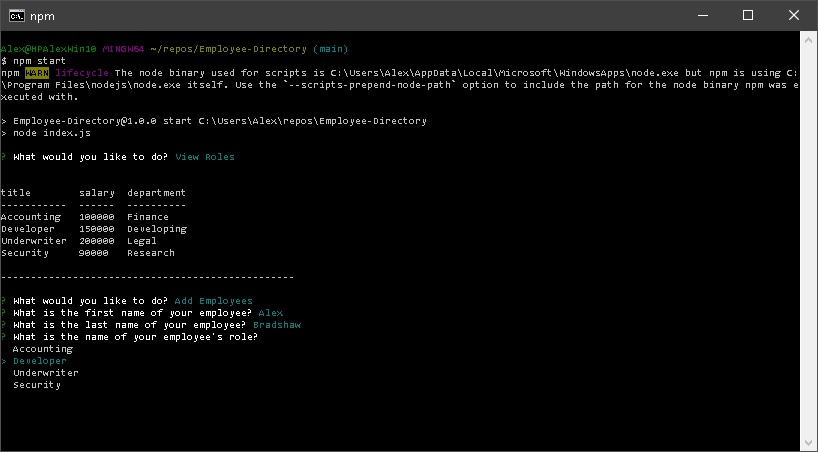 npm
Alex@HPAlexWin10 MINGW64 ~/repos/Employee-Directory (main)
$ npm start
npm WARN lifecycle The node binary used for scripts is C:\Users\Alex\AppData\Local\Microsoft\WindowsApps\node.exe but npm is using C:
\Program Files\nodejs\node.exe itself. Use the `--scripts-prepend-node-path` option to include the path for the node binary npm was e
xecuted with.
> Employee-Directory@1.0.0 start C:\Users\Alex\repos\Employee-Directory
> node index.js
? What would you like to do? View Roles
title        salary  department
-----------  ------  ----------
Accounting   100000  Finance
Developer    150000  Developing
Underwriter  200000  Legal
Security     90000   Research
-------------------------------------------------
? What would you like to do? Add Employees
? What is the first name of your employee? Alex
? What is the last name of your employee? Bradshaw
? What is the name of your employee's role?
  Accounting
> Developer
  Underwriter
  Security